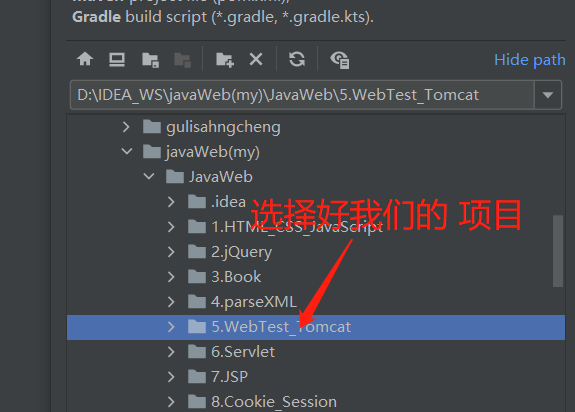 Gradle build script (*.gradle, *.gradle.kts).
Hide path
D:\IDEA_WS\javaWeb(my)\JavaWeb\5.WebTest_Tomcat
gulisahngcheng
javaWeb(my)
JavaWeb
.idea
选择好我们的 项目
1.HTML_CSS_JavaScript
2.jQuery
3.Book
4.parseXML
5.WebTest_Tomcat
6.Servlet
7.JSP
8.Cookie_Session